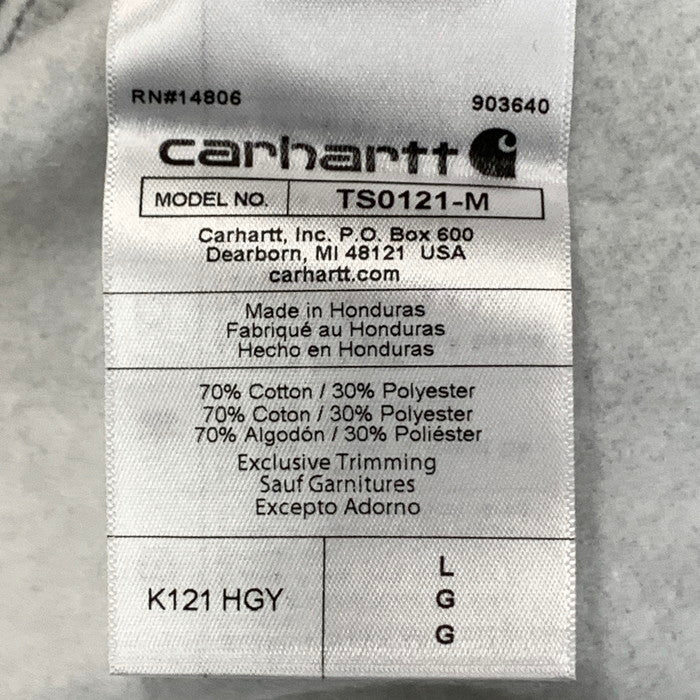 RN#14806 903640
carhartt
MODEL NO. TS0121-M
Carhartt, Inc. P.O. Box 600
Dearborn, MI 48121 USA
carhartt.com
Made in Honduras
Fabriqué au Honduras
Hecho en Honduras
70% Cotton / 30% Polyester
70% Coton / 30% Polyester
70% Algodón / 30% Poliéster
Exclusive Trimming
Sauf Garnitures
Excepto Adorno
K121 HGY
L
G
G